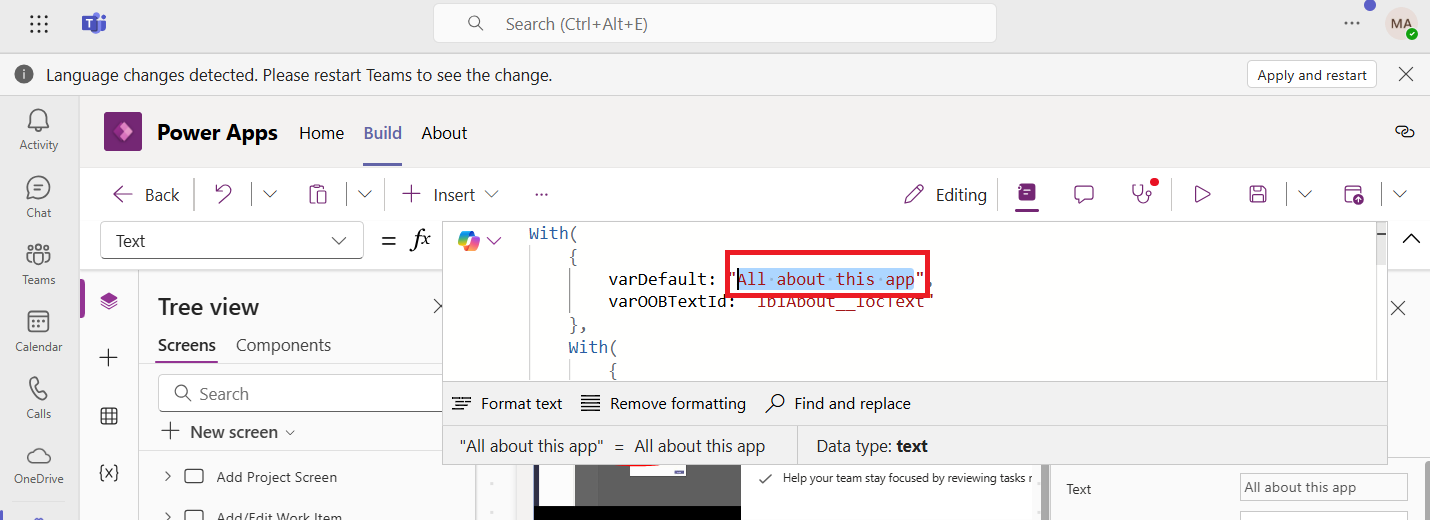 Search (Ctrl+Alt+E)
MA
Language changes detected. Please restart Teams to see the change.
Apply and restart
Activity
Chat
Teams
Calendar
Calls
OneDrive
Power Apps Home Build About
Back
Insert
Editing
Text
= fx
With(
{
varDefault: "All about this app",
varOOBTextId: "lblAbout__locText"
},
With(
{
Format text Remove formatting Find and replace
"All about this app" = All about this app Data type: text
Tree view
Screens Components
Search
New screen
Add Project Screen
Add/Edit Work Item
Help your team stay focused by reviewing tasks r
Text All about this app